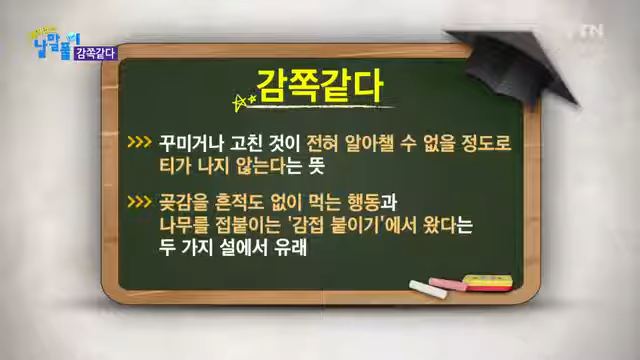 낱말풀이 감쪽같다
YTN
감쪽같다
>>> 꾸미거나 고친 것이 전혀 알아챌 수 없을 정도로
티가 나지 않는다는 뜻
>>> 곶감을 흔적도 없이 먹는 행동과
나무를 접붙이는 '감접 붙이기'에서 왔다는
두 가지 설에서 유래